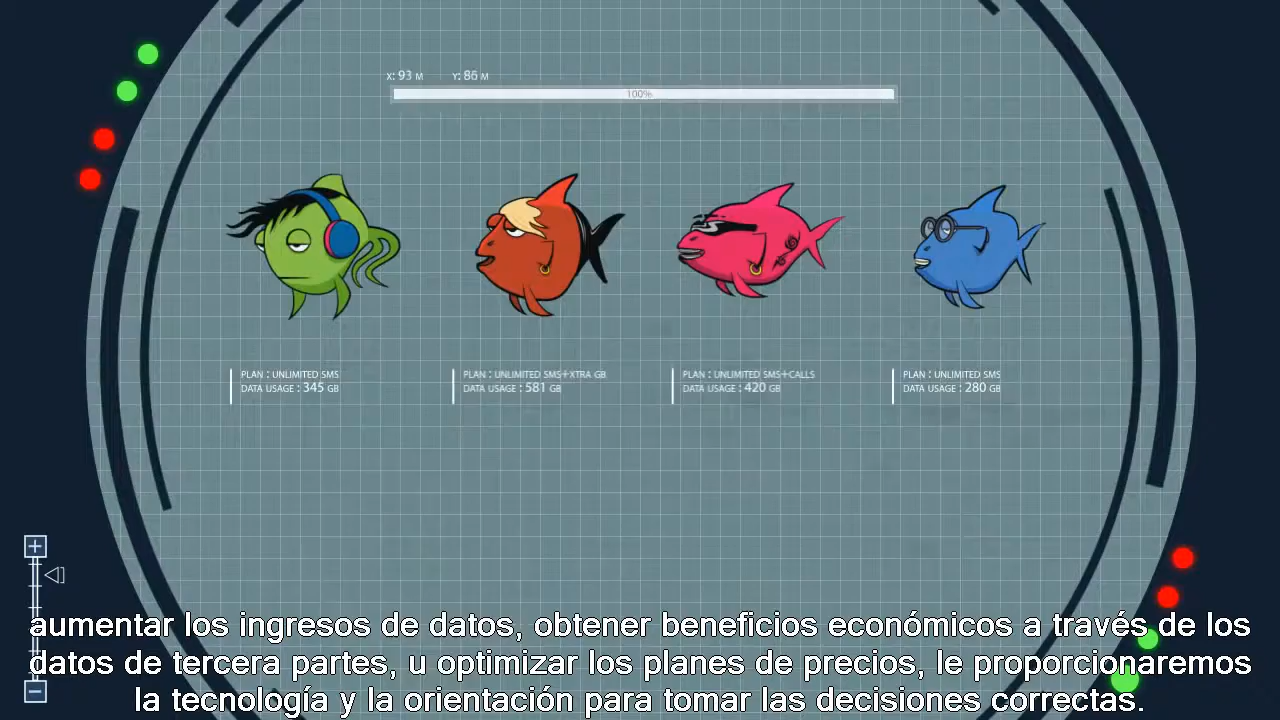 X: 93 M Y: 86 M
100%
PLAN : UNLIMITED SMS
DATA USAGE : 345 GB
PLAN : UNLIMITED SMS+XTRA GB
DATA USAGE : 581 GB
PLAN : UNLIMITED SMS+CALLS
DATA USAGE : 420 GB
PLAN : UNLIMITED SMS
DATA USAGE : 280 GB
aumentar los ingresos de datos, obtener beneficios económicos a través de los
datos de tercera partes, u optimizar los planes de precios, le proporcionaremos
la tecnología y la orientación para tomar las decisiones correctas.